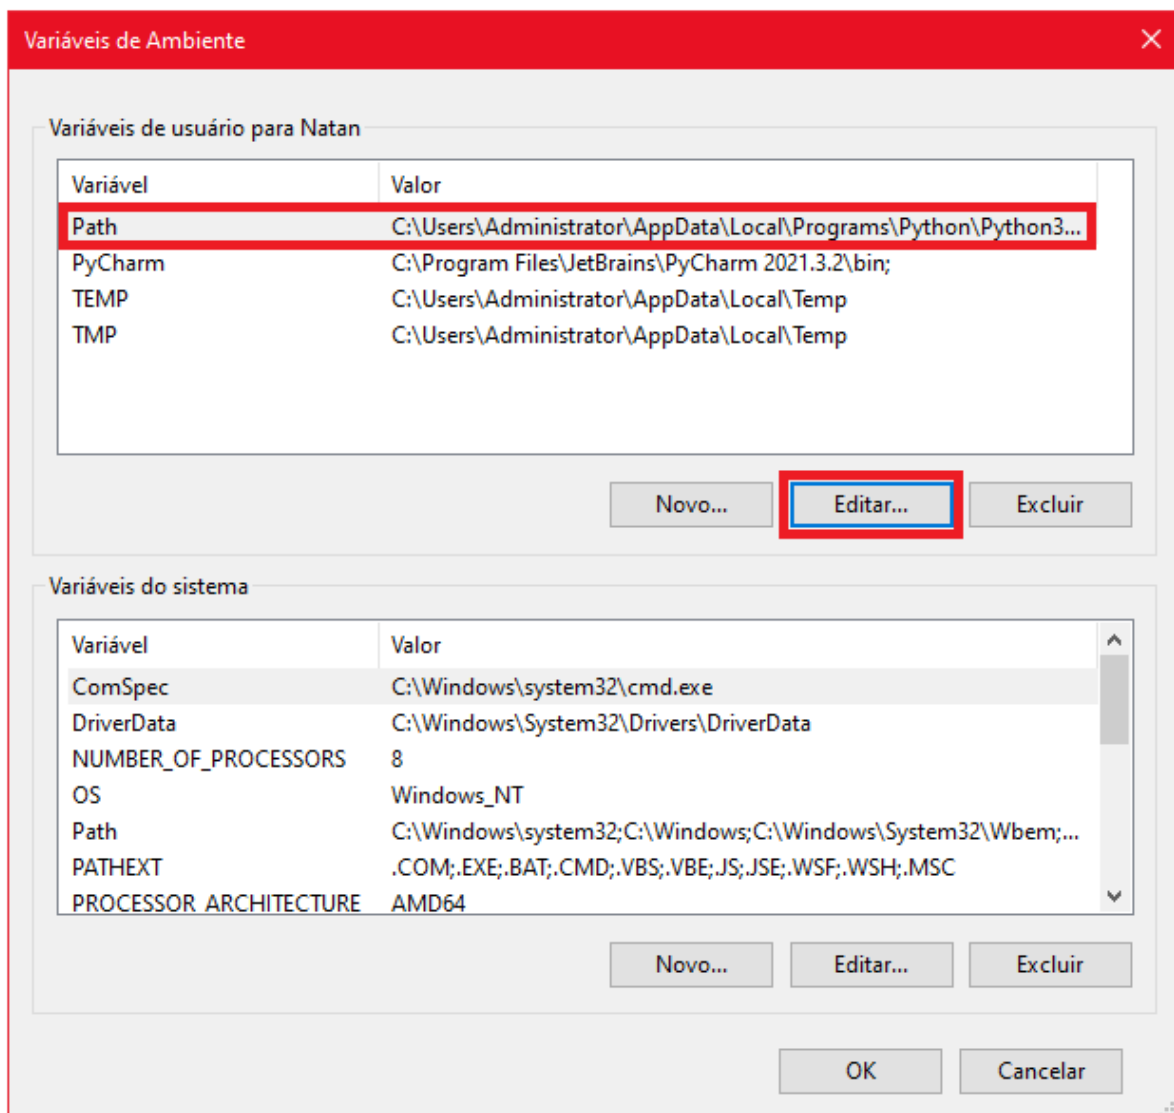 Variáveis de Ambiente
Variáveis de usuário para Natan
Variável Valor
Path C:\Users\Administrator\AppData\Local\Programs\Python\Python3...
PyCharm C:\Program Files\JetBrains\PyCharm 2021.3.2\bin;
TEMP C:\Users\Administrator\AppData\Local\Temp
TMP C:\Users\Administrator\AppData\Local\Temp
Novo... Editar... Excluir
Variáveis do sistema
Variável Valor
ComSpec C:\Windows\system32\cmd.exe
DriverData C:\Windows\System32\Drivers\DriverData
NUMBER_OF_PROCESSORS 8
OS Windows_NT
Path C:\Windows\system32;C:\Windows;C:\Windows\System32\Wbem;...
PATHEXT .COM;.EXE;.BAT;.CMD;.VBS;.VBE;.JS;.JSE;.WSF;.WSH;.MSC
PROCESSOR_ARCHITECTURE AMD64
Novo... Editar... Excluir
OK Cancelar